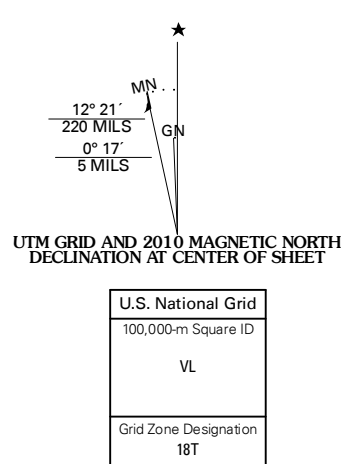 ★
MN
12° 21´
220 MILS
GN
0° 17´
5 MILS
UTM GRID AND 2010 MAGNETIC NORTH
DECLINATION AT CENTER OF SHEET
U.S. National Grid
100,000-m Square ID
VL
Grid Zone Designation
18T